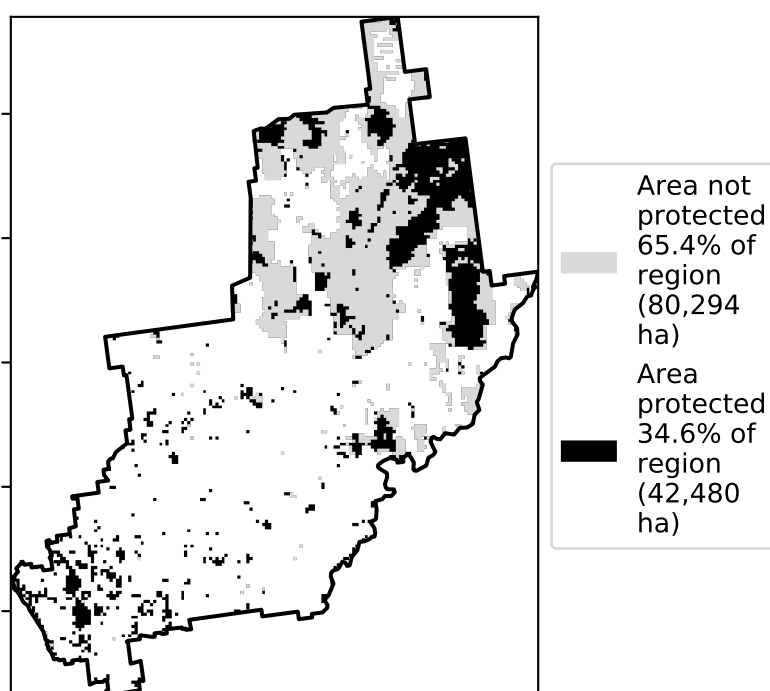 Area not
protected
65.4% of
region
(80,294
ha)
Area
protected
34.6% of
region
(42,480
ha)